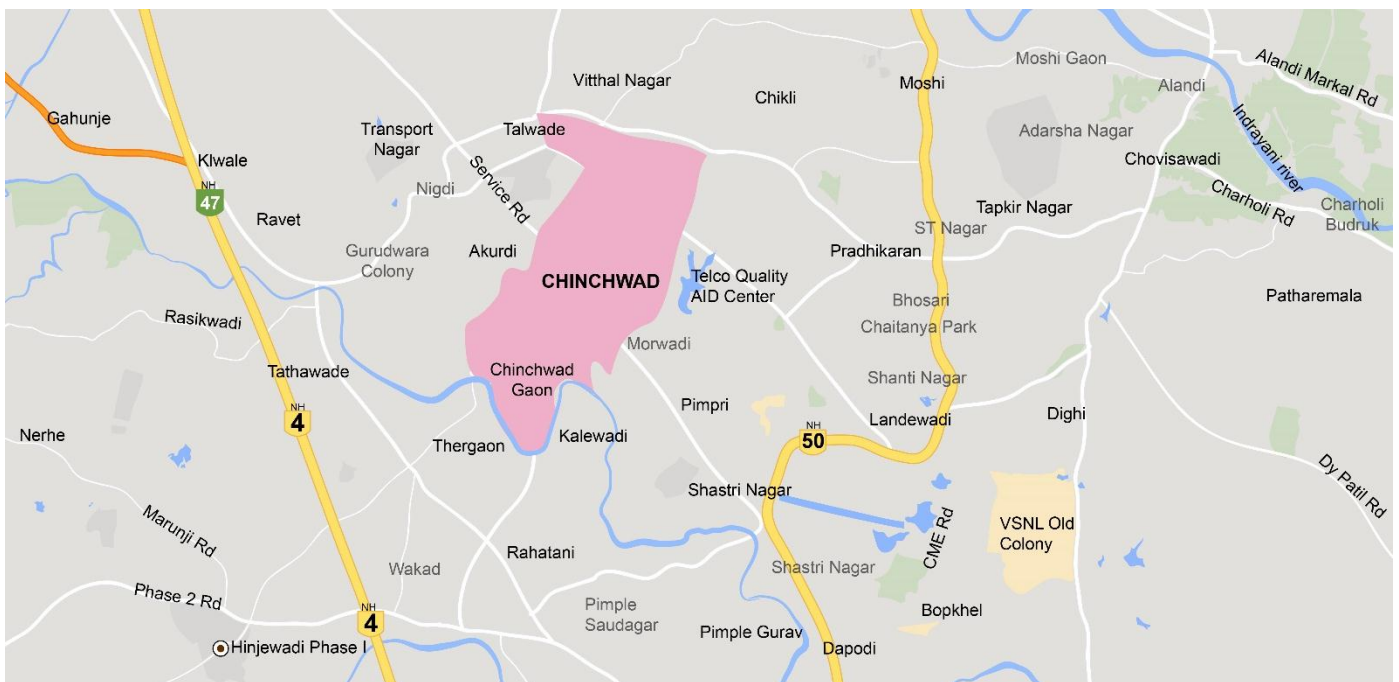 Moshi Gaon
Alandi Markal Rd
Vitthal Nagar
Moshi
Alandi
Chikli
Gahunje
Transport
Nagar
Talwade
Adarsha Nagar
Indrayani river
Klwale
Chovisawadi
Service Rd
Nigdi
NH
47
Charholi Rd
Charholi
Budruk
Ravet
Tapkir Nagar
ST Nagar
Gurudwara
Colony
Akurdi
Pradhikaran
CHINCHWAD
Telco Quality
AID Center
Bhosari
Patharemala
Rasikwadi
Chaitanya Park
Morwadi
Tathawade
Chinchwad
Gaon
Shanti Nagar
Pimpri
NH
4
Landewadi
Dighi
Nerhe
Thergaon
Kalewadi
NH
50
Dy Patil Rd
Shastri Nagar
Marunji Rd
CME Rd
VSNL Old
Colony
Rahatani
Wakad
Shastri Nagar
Phase 2 Rd
NH
4
Pimple
Saudagar
Bopkhel
Pimple Gurav
Hinjewadi Phase I
Dapodi